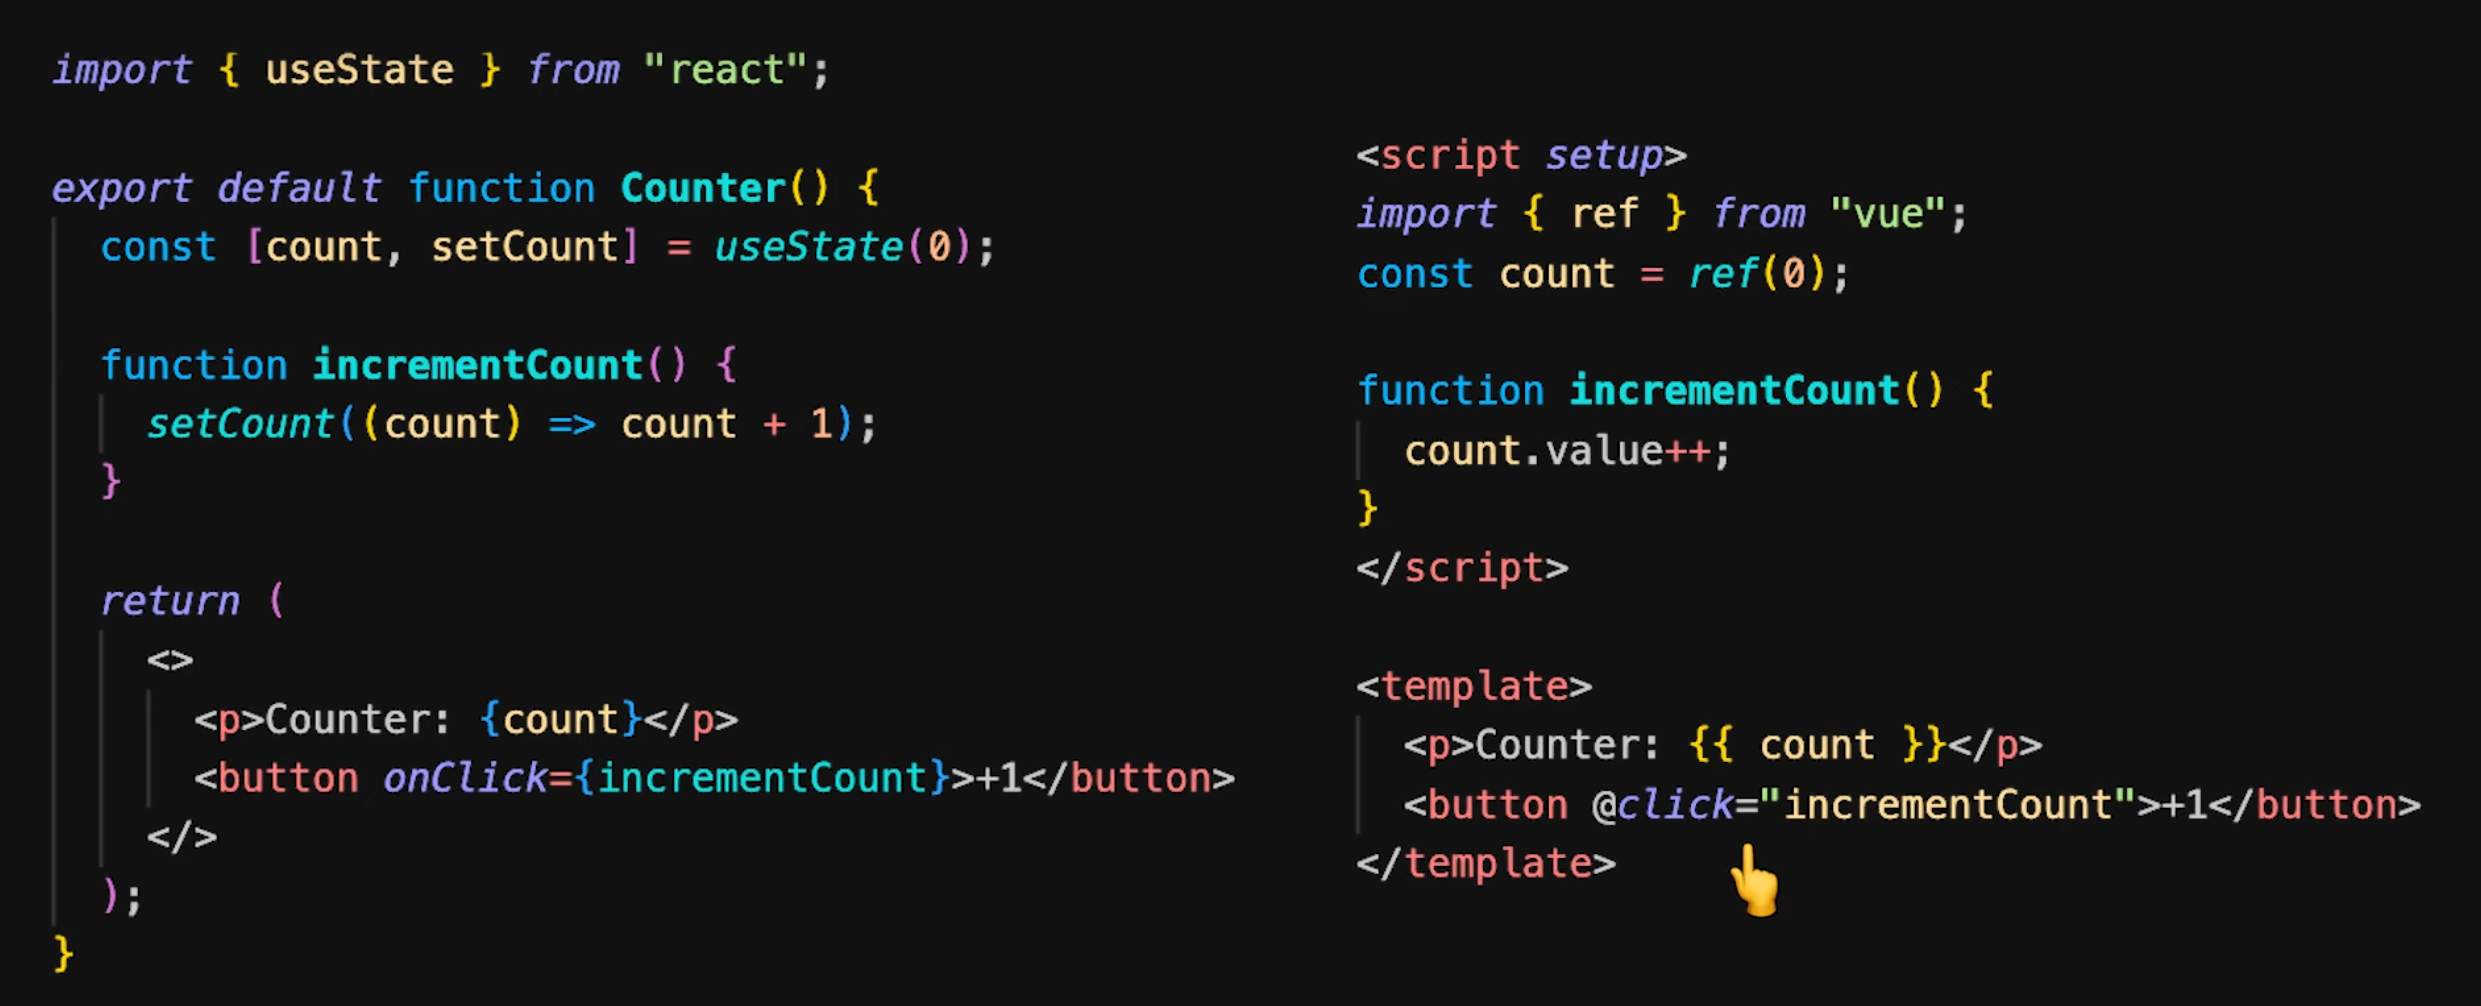 import { useState } from "react";
export default function Counter() {
  const [count, setCount] = useState(0);
  function incrementCount() {
    setCount((count) => count + 1);
  }
  return (
    <>
      <p>Counter: {count}</p>
      <button onClick={incrementCount}>+1</button>
    </>
  );
}
<script setup>
import { ref } from "vue";
const count = ref(0);
function incrementCount() {
  count.value++;
}
</script>
<template>
  <p>Counter: {{ count }}</p>
  <button @click="incrementCount">+1</button>
</template>